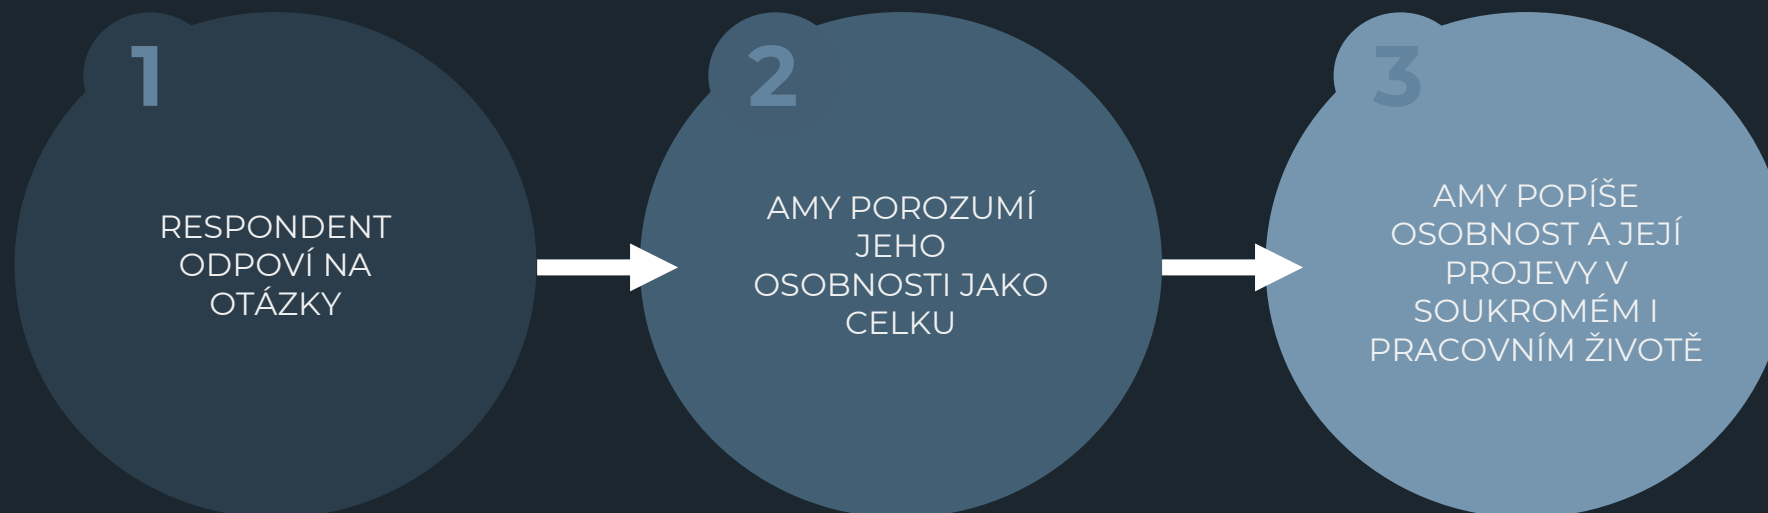 1
RESPONDENT
ODPOVÍ NA
OTÁZKY
2
AMY POROZUMÍ
JEHO
OSOBNOSTI JAKO
CELKU
3
AMY POPÍŠE
OSOBNOST A JEJÍ
PROJEVY V
SOUKROMÉM I
PRACOVNÍM ŽIVOTĚ